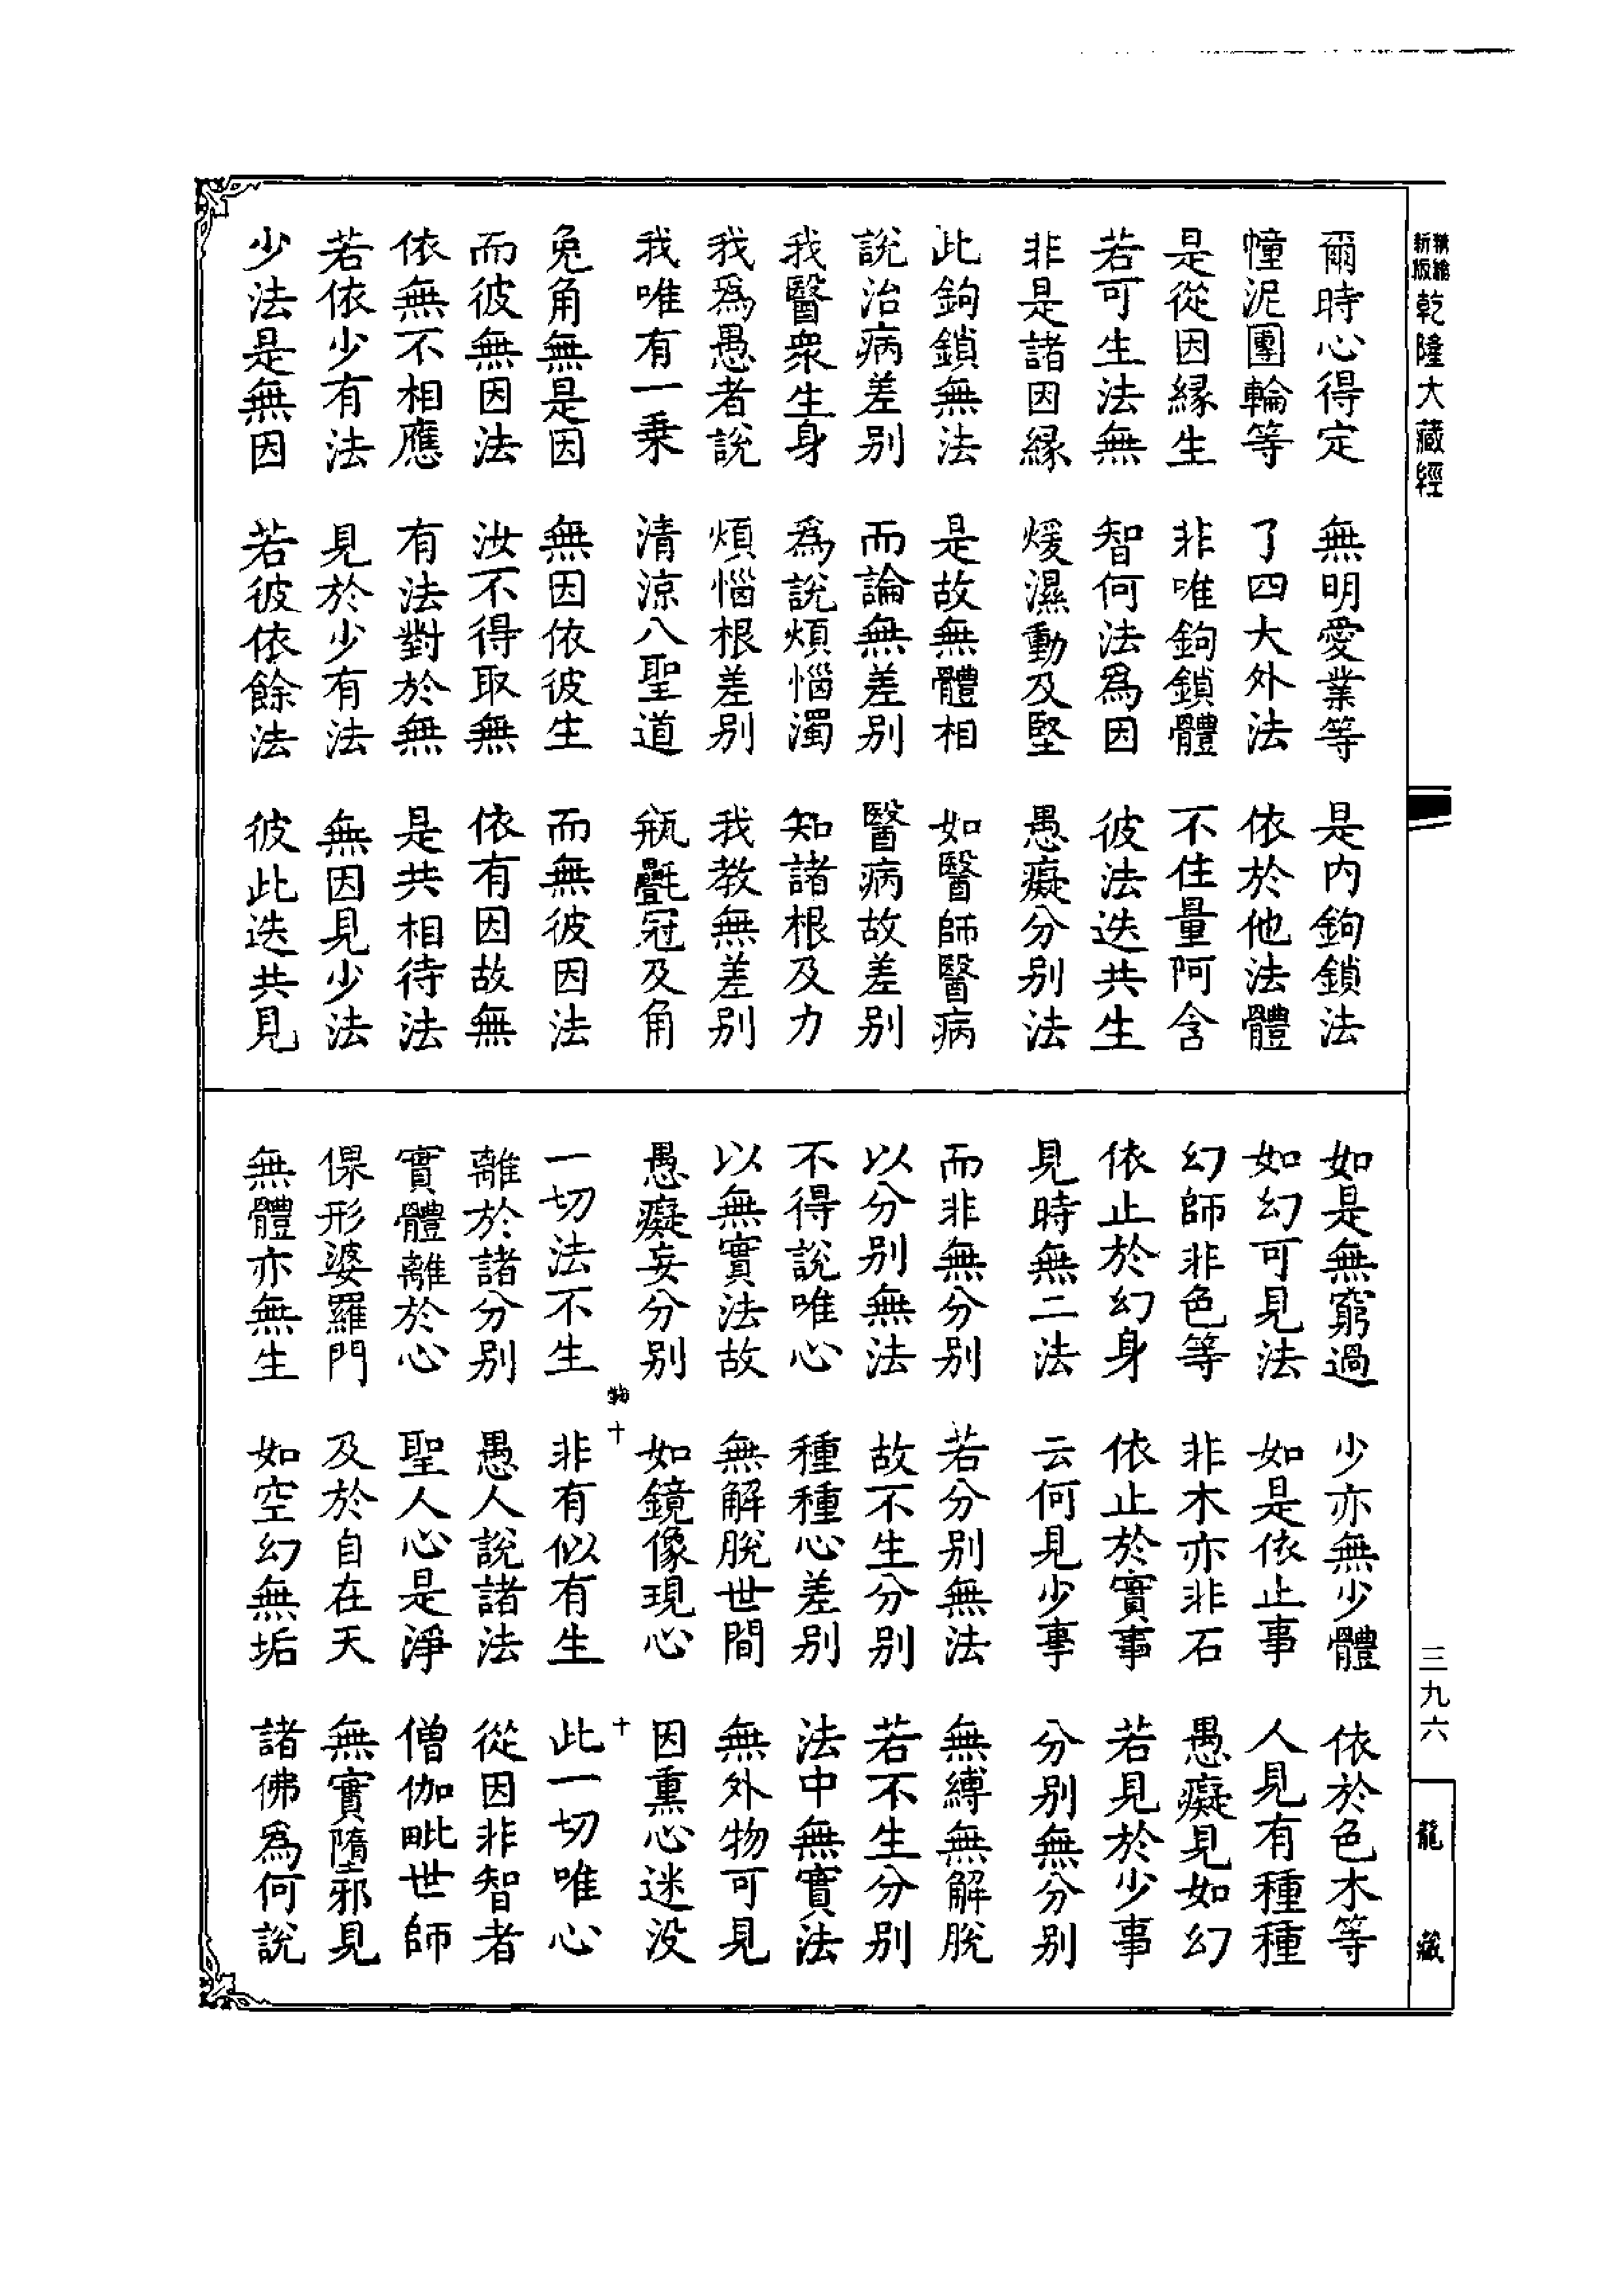 新版
精繪
乾隆大藏經
爾時心得定　無明愛業等　是內鉤鎖法
幢泥團輪等　了四大外法　依於他法體
是從因緣生　非唯鉤鎖體　不住量阿含
若可生法無　智何法為因　彼法迭共生
非是諸因緣　煖濕動及堅　愚癡分別法
此鉤鎖無法　是故無體相　如醫師醫病
說治病差別　而論無差別　醫病故差別
我醫眾生身　為說煩惱濁　知諸根及力
我為愚者說　煩惱根差別　我教無差別
我唯有一乘　清涼八聖道　瓶㲲冠及角
兔角無是因　無因依彼生　而無彼因法
而彼無因法　汝不得取無　依有因故無
依無不相應　有法對於無　是共相待法
若依少有法　見於少有法　無因見少法
少法是無因　若彼依餘法　彼此迭共見
如是無窮過　少亦無少體　依於色木等
如幻可見法　如是依止事　人見有種種
幻師非色等　非木亦非石　愚癡見如幻
依止於幻身　依止於實事　若見於少事
見時無二法　云何見少事　分別無分別
而非無分別　若分別無法　無縛無解脫
以分別無法　故不生分別　若不生分別
不得說唯心　種種心差別　法中無實法
以無實法故　無解脫世間　無外物可見
愚癡妄分別　如鏡像現心　因熏心迷没
十　十
一切法不生　非有似有生　此一切唯心
離於諸分別　愚人說諸法　從因非智者
實體離於心　聖人心是淨　僧伽毗世師
倮形婆羅門　及於自在天　無實墮邪見
無體亦無生　如空幻無垢　諸佛為何說
三九六
龍藏